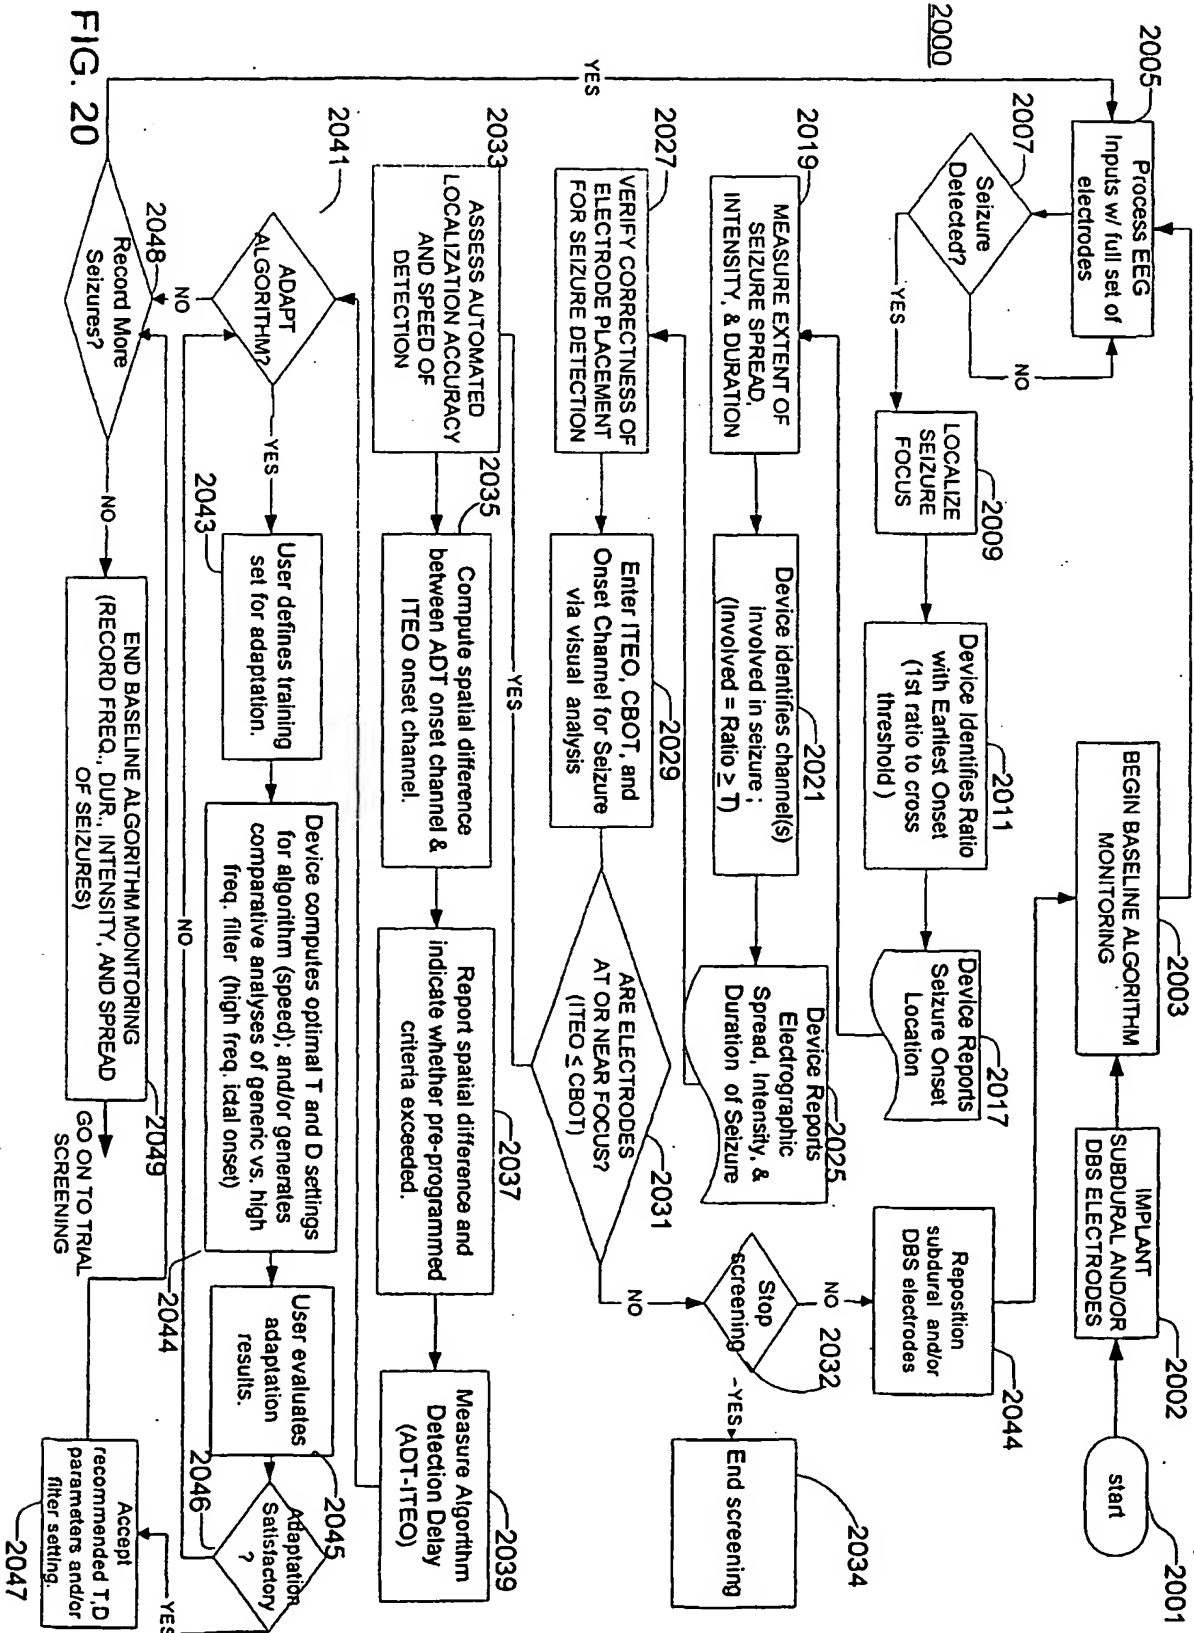 2000
2001
start
2002
IMPLANT
SUBDURAL AND/OR
DBS ELECTRODES
2003
BEGIN BASELINE ALGORITHM
MONITORING
2005
Process EEG
Inputs w/ full set of
electrodes
2007
Seizure
Detected?
NO
YES
2009
LOCALIZE
SEIZURE
FOCUS
2011
Device Identifies Ratio
with Earliest Onset
(1st ratio to cross
threshold )
2017
Device Reports
Seizure Onset
Location
2019
MEASURE EXTENT OF
SEIZURE SPREAD,
INTENSITY, & DURATION
2021
Device identifies channel(s)
involved in seizure ;
(Involved = Ratio ≥ T)
2025
Device Reports
Electrographic
Spread, Intensity, &
Duration of Seizure
2027
VERIFY CORRECTNESS OF
ELECTRODE PLACEMENT
FOR SEIZURE DETECTION
2029
Enter ITEO, CBOT, and
Onset Channel for Seizure
via visual analysis
2031
ARE ELECTRODES
AT OR NEAR FOCUS?
(ITEO ≤ CBOT)
YES
NO
2032
Stop
screening
NO
YES
2044
Reposition
subdural and/or
DBS electrodes
2034
End screening
2033
ASSESS AUTOMATED
LOCALIZATION ACCURACY
AND SPEED OF
DETECTION
2035
Compute spatial difference
between ADT onset channel &
ITEO onset channel.
2037
Report spatial difference and
indicate whether pre-programmed
criteria exceeded.
2039
Measure Algorithm
Detection Delay
(ADT-ITEO)
2041
ADAPT
ALGORITHM?
NO
YES
2043
User defines training
set for adaptation.
2044
Device computes optimal T and D settings
for algorithm (speed); and/or generates
comparative analyses of generic vs. high
freq. filter (high freq. ictal onset)
2045
User evaluates
adaptation
results.
2046
Adaptation
Satisfactory
?
NO
YES
2047
Accept
recommended T,D
parameters and/or
filter setting.
2048
Record More
Seizures?
YES
NO
2049
END BASELINE ALGORITHM MONITORING
(RECORD FREQ., DUR., INTENSITY, AND SPREAD
OF SEIZURES)
GO ON TO TRIAL
SCREENING
FIG. 20